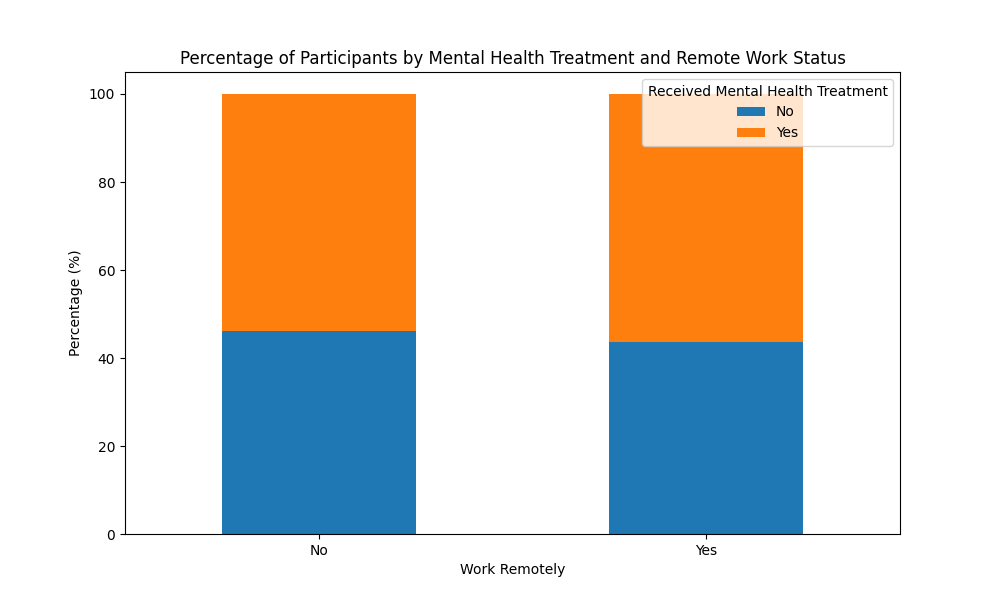 Percentage of Participants by Mental Health Treatment and Remote Work Status
Received Mental Health Treatment
No
Yes
100
80
60
40
20
0
Percentage (%)
No
Yes
Work Remotely